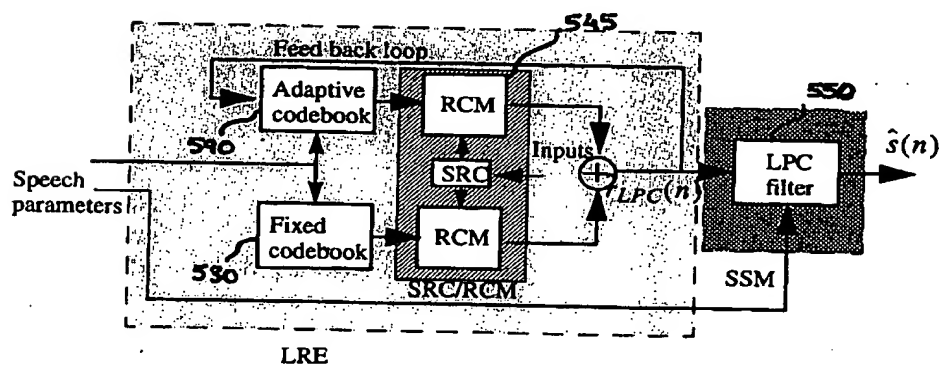 545
Feed back loop
Adaptive
codebook
RCM
550
ŝ(n)
590
Inputs
LPC
filter
SRC
Speech
parameters
r_LPC(n)
Fixed
codebook
RCM
530
SRC/RCM
SSM
LRE